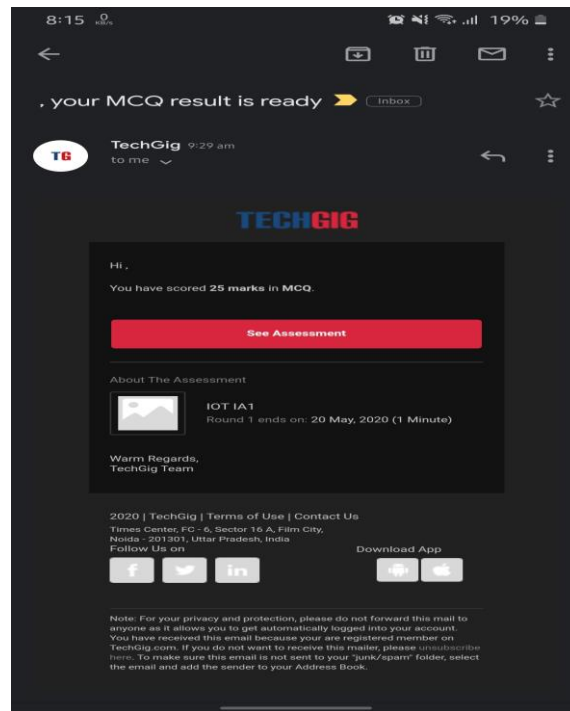 8:15
19%
, your MCQ result is ready Inbox
TG
TechGig 9:29 am
to me
TECHGIG
Hi ,
You have scored 25 marks in MCQ.
See Assessment
About The Assessment
IOT IA1
Round 1 ends on: 20 May, 2020 (1 Minute)
Warm Regards,
TechGig Team
2020 | TechGig | Terms of Use | Contact Us
Times Center, FC - 6, Sector 16 A, Film City,
Noida - 201301, Uttar Pradesh, India
Follow Us on
Download App
f in
Note: For your privacy and protection, please do not forward this mail to
anyone as it allows you to get automatically logged into your account.
You have received this email because your are registered member on
TechGig.com. If you do not want to receive this mailer, please unsubscribe
here. To make sure this email is not sent to your "junk/spam" folder, select
the email and add the sender to your Address Book.